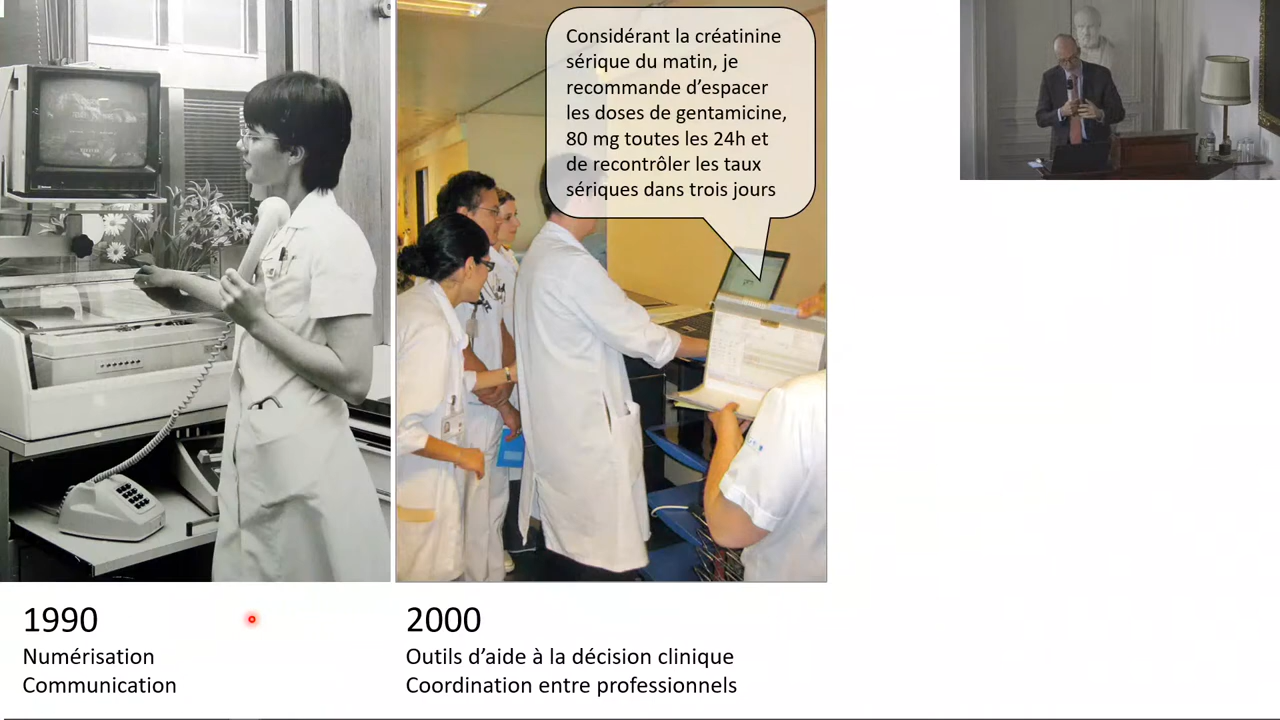 Considérant la créatinine
sérique du matin, je
recommande d'espacer
les doses de gentamicine,
80 mg toutes les 24h et
de recontrôler les taux
sériques dans trois jours
1990
Numérisation
Communication
2000
Outils d'aide à la décision clinique
Coordination entre professionnels